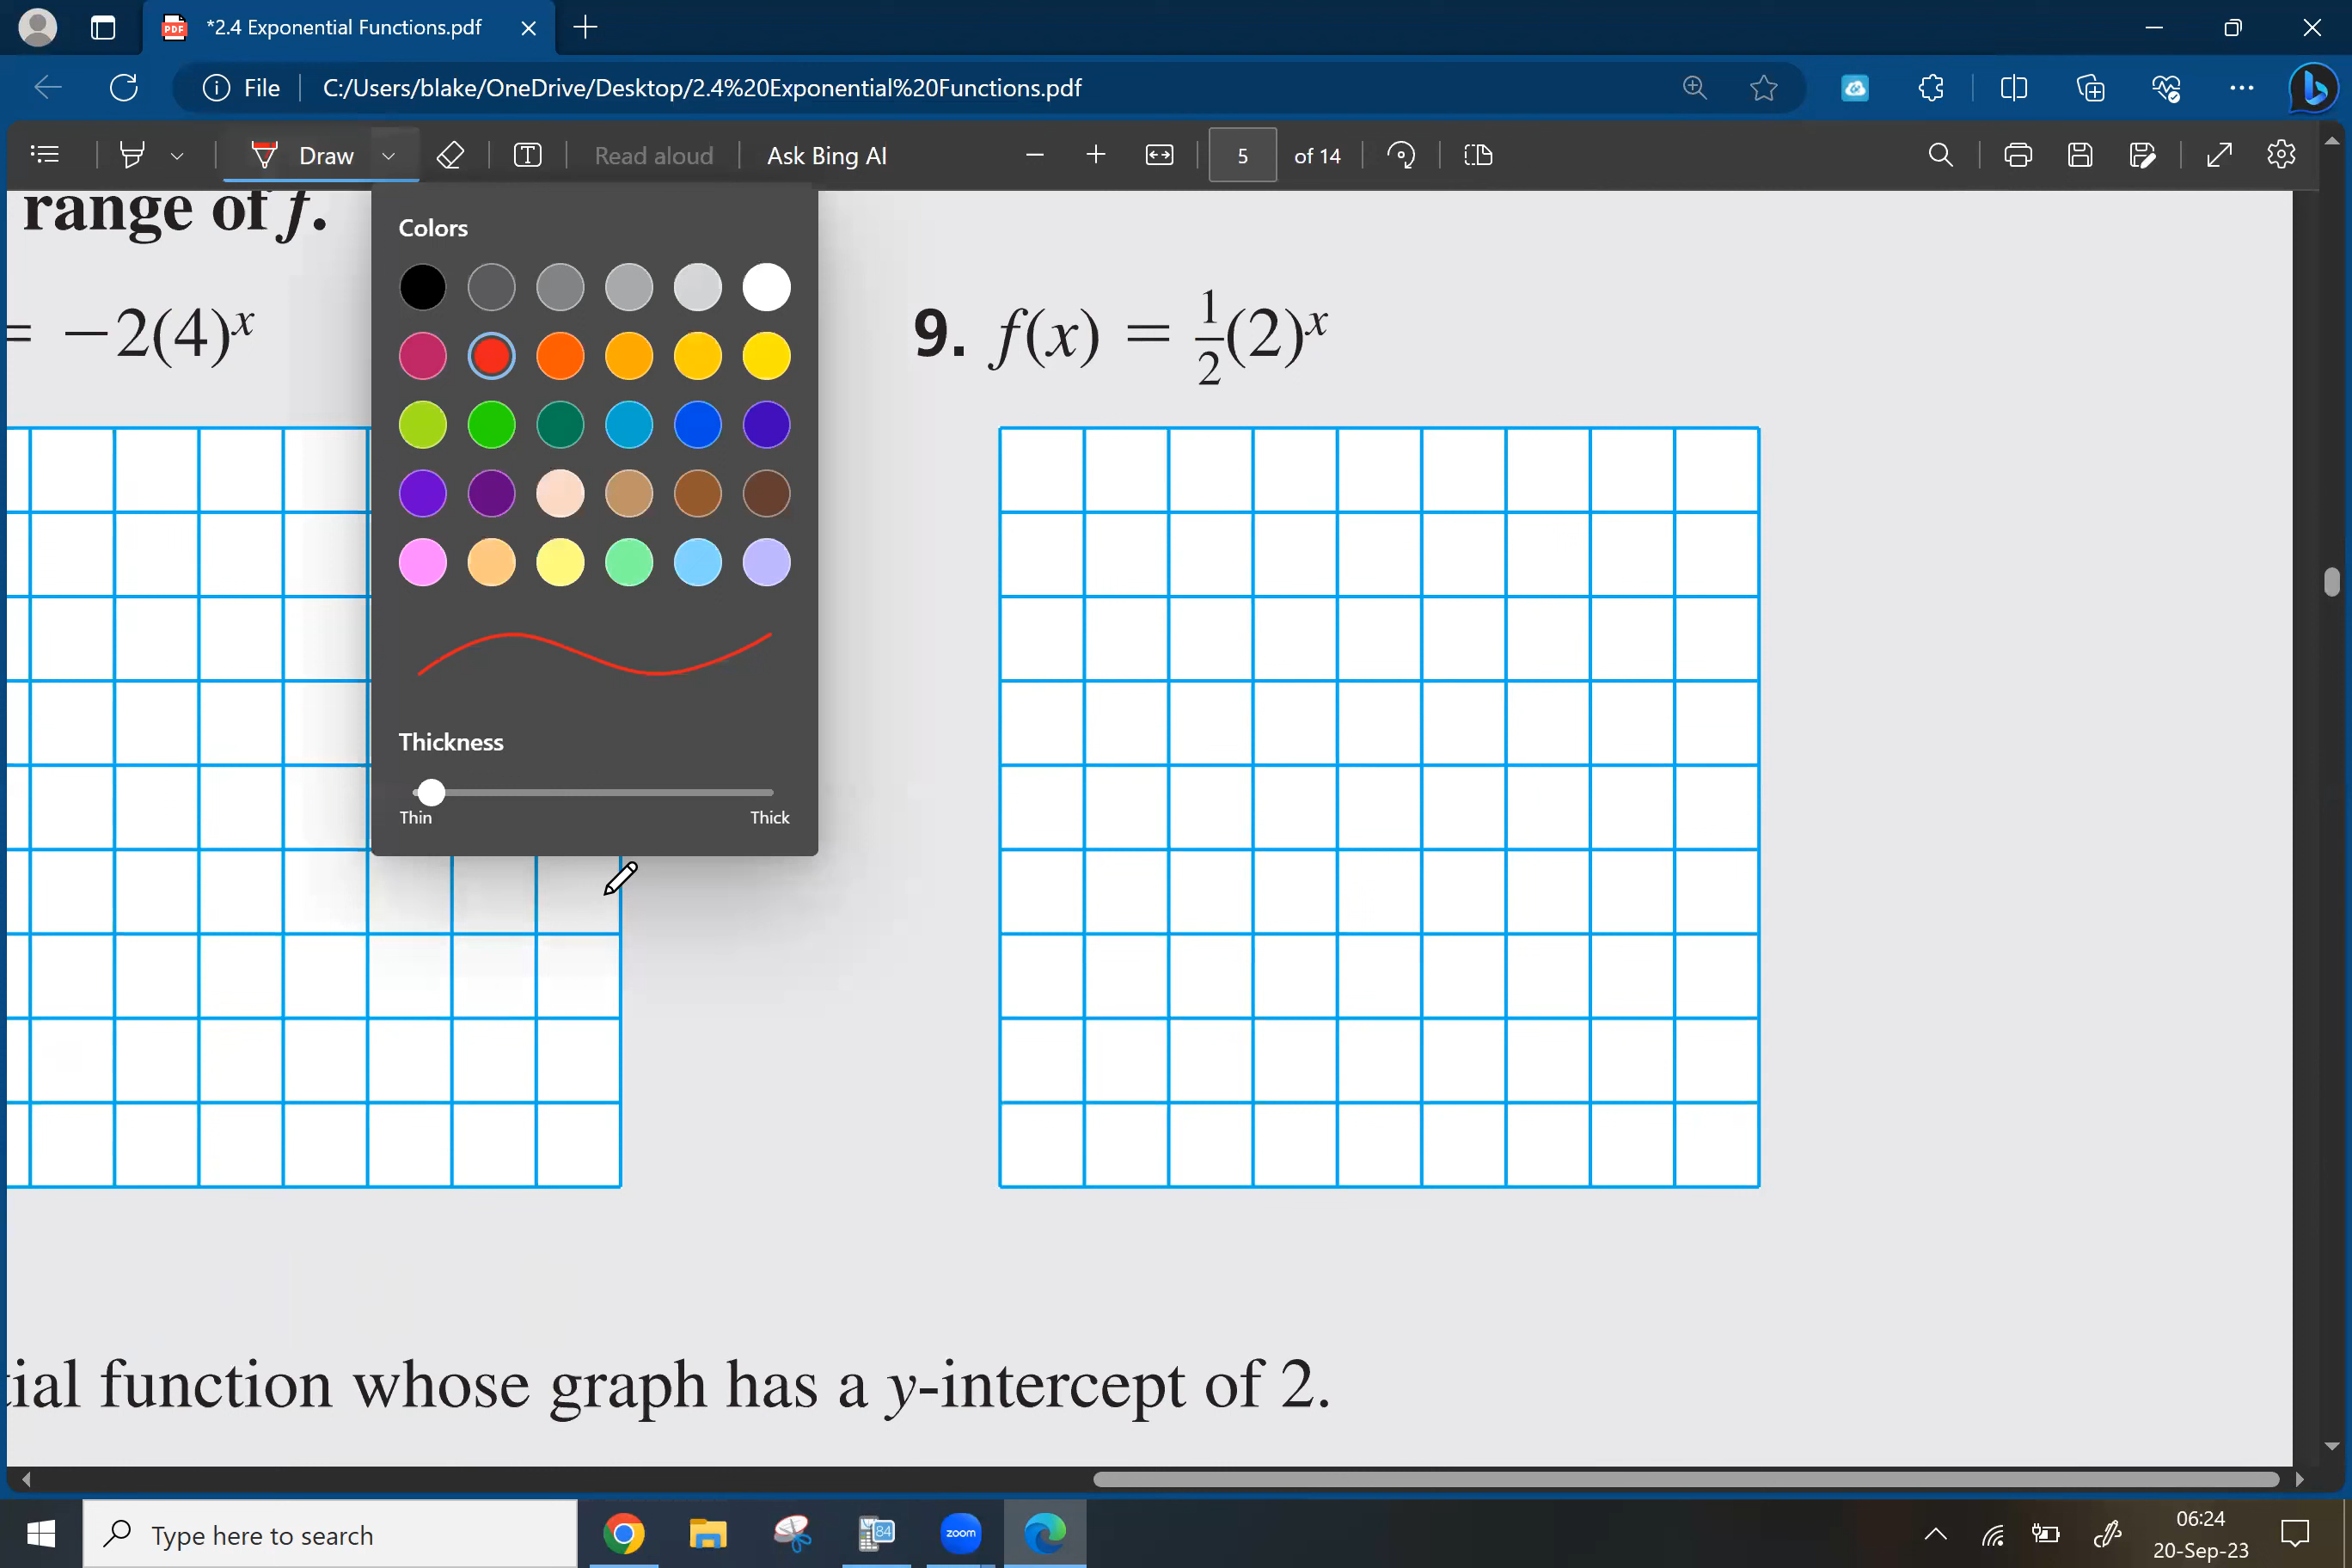 *2.4 Exponential Functions.pdf
File C:/Users/blake/OneDrive/Desktop/2.4%20Exponential%20Functions.pdf
Draw Read aloud Ask Bing AI 5 of 14
range of f.
Colors
= −2(4)ˣ
9. f(x) = 1/2(2)ˣ
Thickness
Thin Thick
ial function whose graph has a y-intercept of 2.
Type here to search
84
zoom
06:24
20-Sep-23